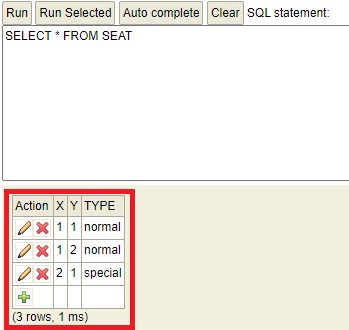 Run Run Selected Auto complete Clear SQL statement:
SELECT * FROM SEAT
Action X Y TYPE
1 1 normal
1 2 normal
2 1 special
(3 rows, 1 ms)